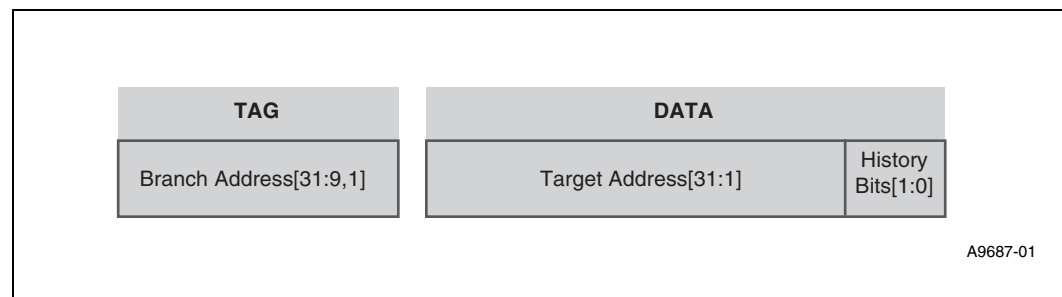 TAG
DATA
Branch Address[31:9,1]
Target Address[31:1]
History
Bits[1:0]
A9687-01